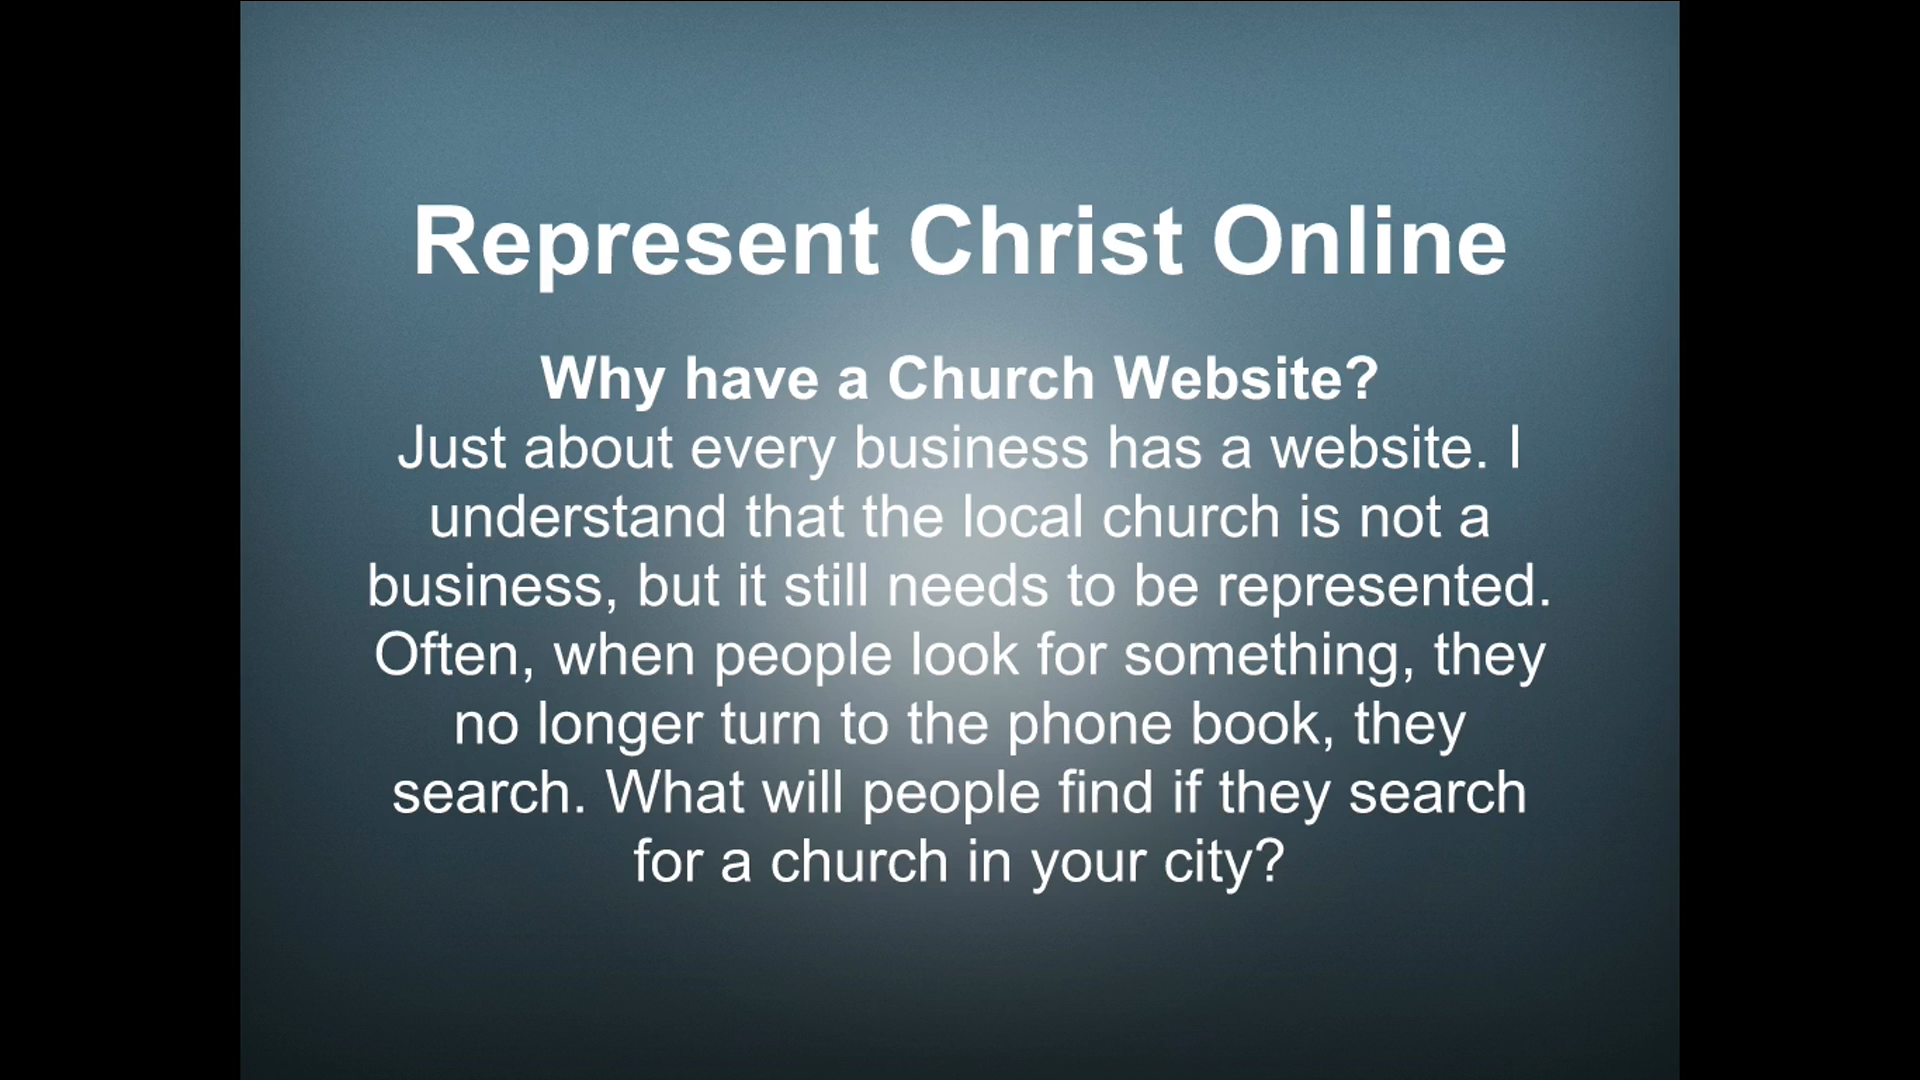 Represent Christ Online
Why have a Church Website?
Just about every business has a website. I
understand that the local church is not a
business, but it still needs to be represented.
Often, when people look for something, they
no longer turn to the phone book, they
search. What will people find if they search
for a church in your city?